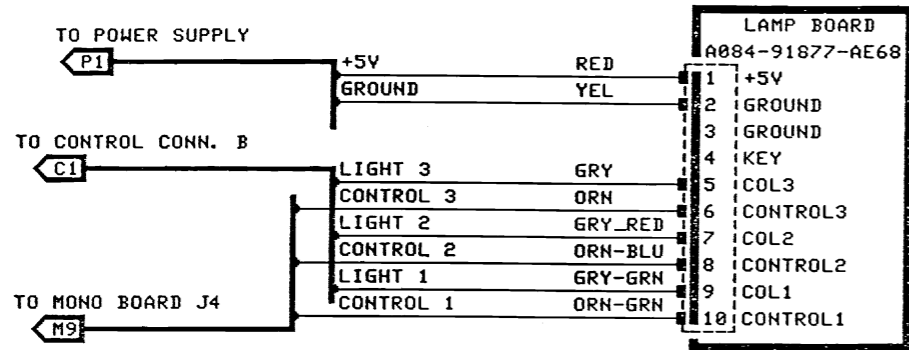 LAMP BOARD
A084-91877-AE68
TO POWER SUPPLY
P1
+5V RED 1 +5V
GROUND YEL 2 GROUND
3 GROUND
TO CONTROL CONN. B
4 KEY
C1
LIGHT 3 GRY 5 COL3
CONTROL 3 ORN 6 CONTROL3
LIGHT 2 GRY_RED 7 COL2
CONTROL 2 ORN-BLU 8 CONTROL2
LIGHT 1 GRY-GRN 9 COL1
TO MONO BOARD J4
CONTROL 1 ORN-GRN 10 CONTROL1
M9